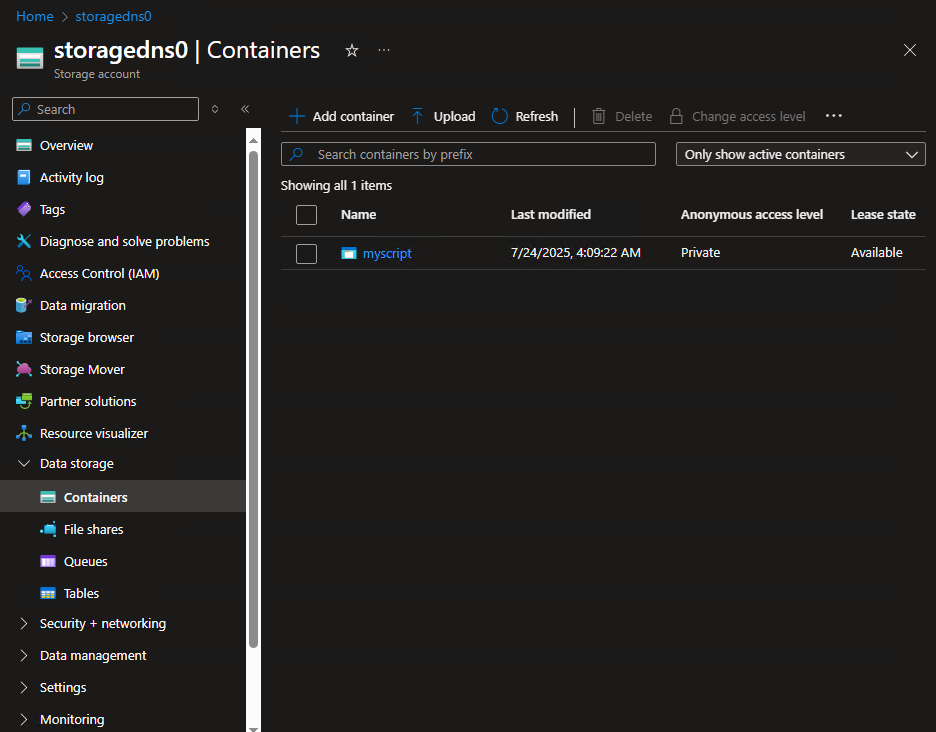 Home > storagedns0
storagedns0 | Containers
Storage account
Search
Overview
Activity log
Tags
Diagnose and solve problems
Access Control (IAM)
Data migration
Storage browser
Storage Mover
Partner solutions
Resource visualizer
Data storage
Containers
File shares
Queues
Tables
Security + networking
Data management
Settings
Monitoring
Add container Upload Refresh Delete Change access level
Search containers by prefix Only show active containers
Showing all 1 items
Name Last modified Anonymous access level Lease state
myscript 7/24/2025, 4:09:22 AM Private Available